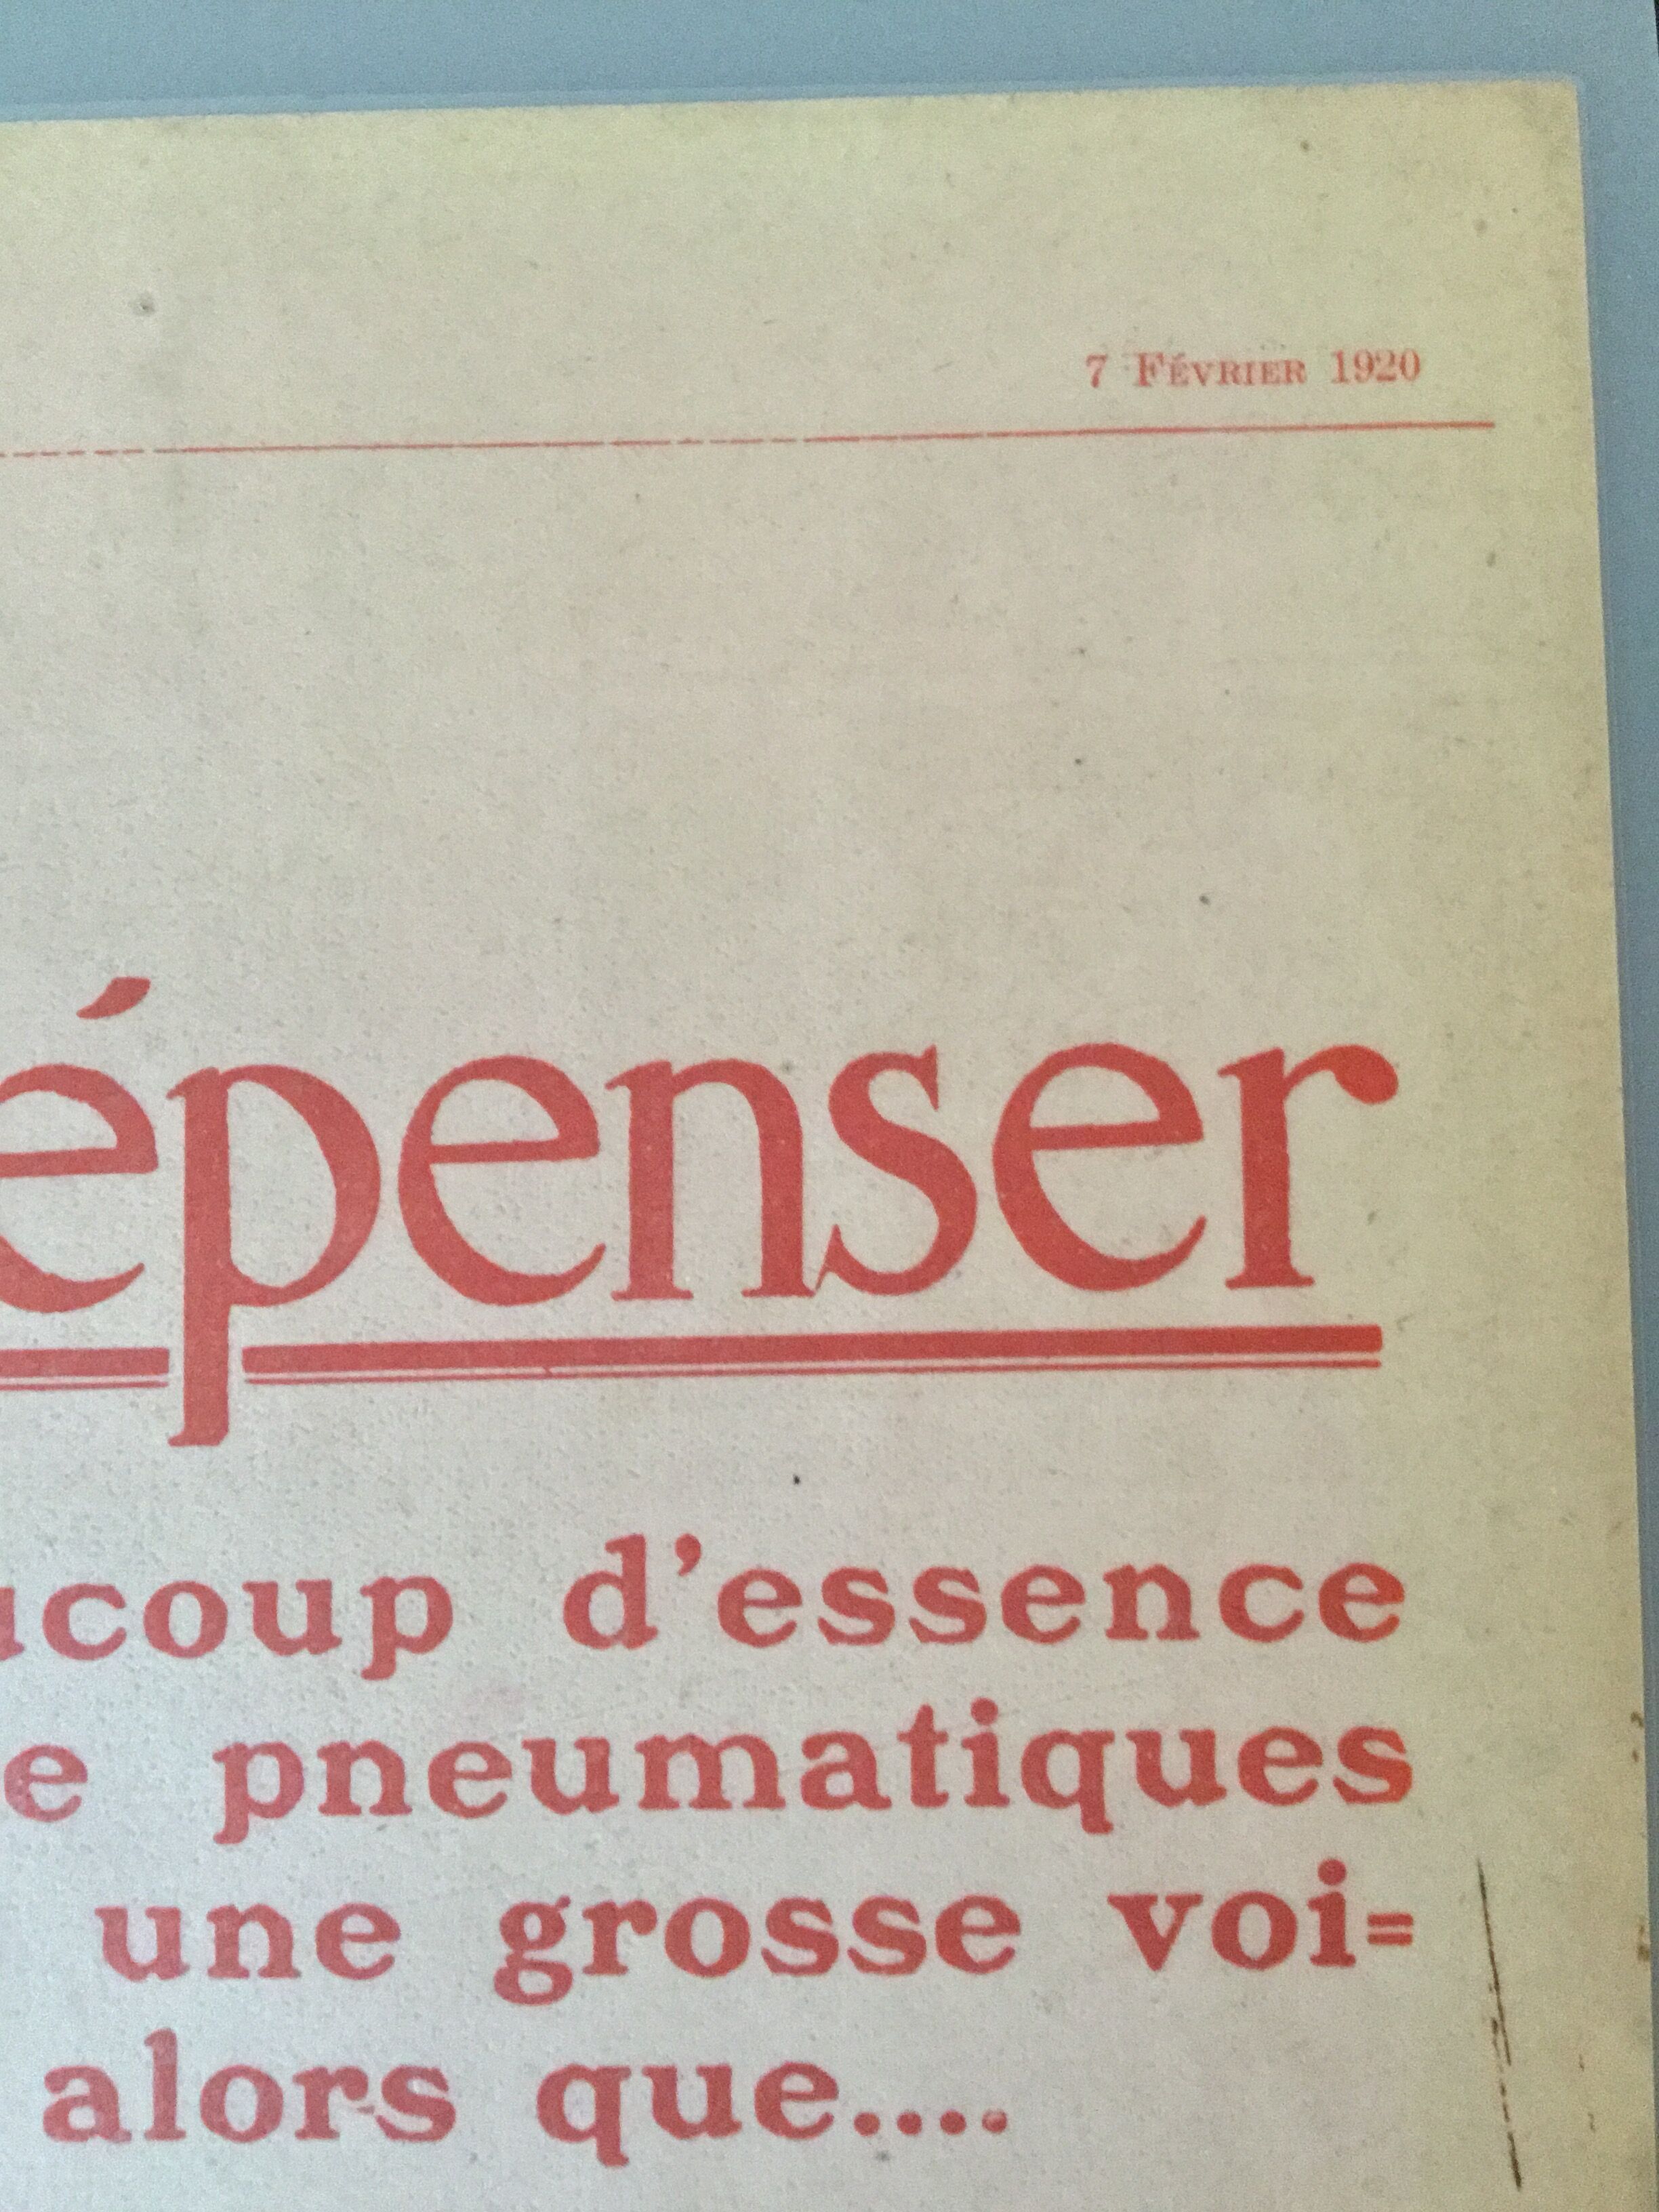 7 FÉVRIER 1920
épenser
ucoup d'essence
e pneumatiques
une grosse voi=
alors que....